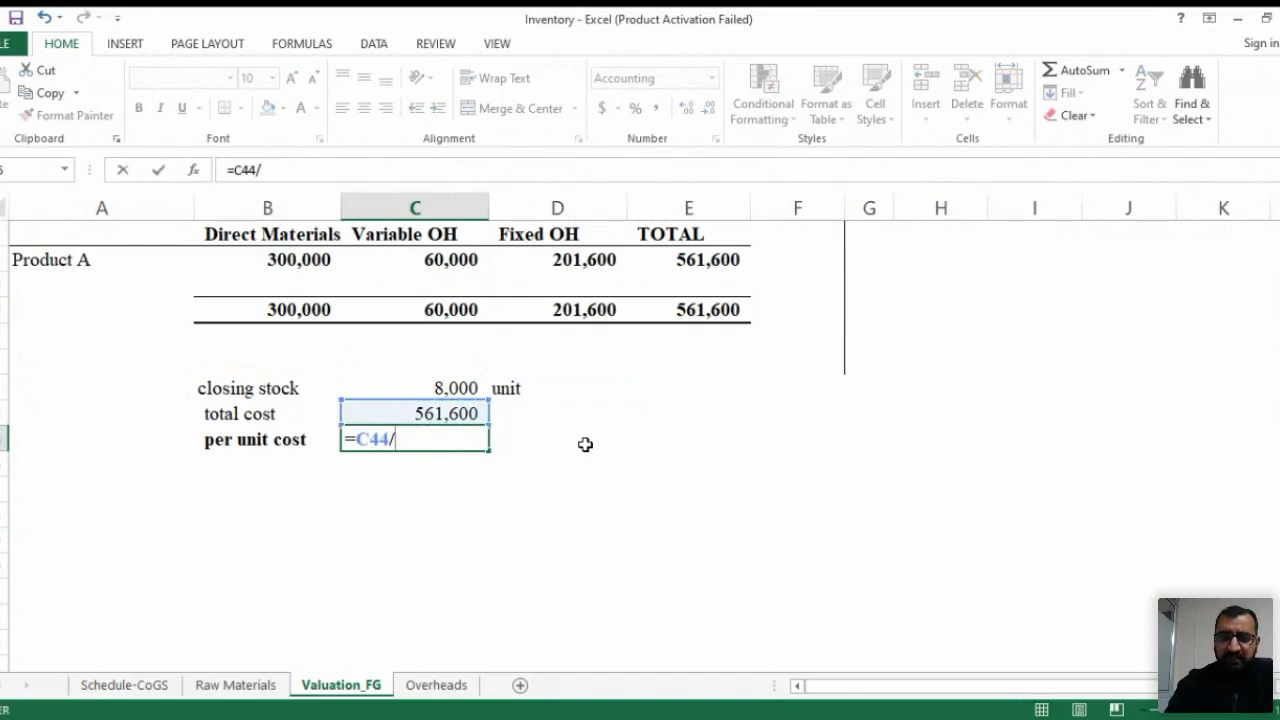 Inventory - Excel (Product Activation Failed)
?
HOME INSERT PAGE LAYOUT FORMULAS DATA REVIEW VIEW Sign in
Cut
Copy
Format Painter
Clipboard
10 A A
B I U A
Font
Wrap Text
Merge & Center
Alignment
Accounting
$ % , .00
Number
Conditional Formatting
Format as Table
Cell Styles
Styles
Insert
Delete
Format
Cells
AutoSum
Fill
Clear
Sort & Filter
Find & Select
Editing
fx =C44/
A B C D E F G H I J K
Direct Materials Variable OH Fixed OH TOTAL
Product A 300,000 60,000 201,600 561,600
300,000 60,000 201,600 561,600
closing stock 8,000 unit
total cost 561,600
per unit cost =C44/
Schedule-CoGS Raw Materials Valuation_FG Overheads